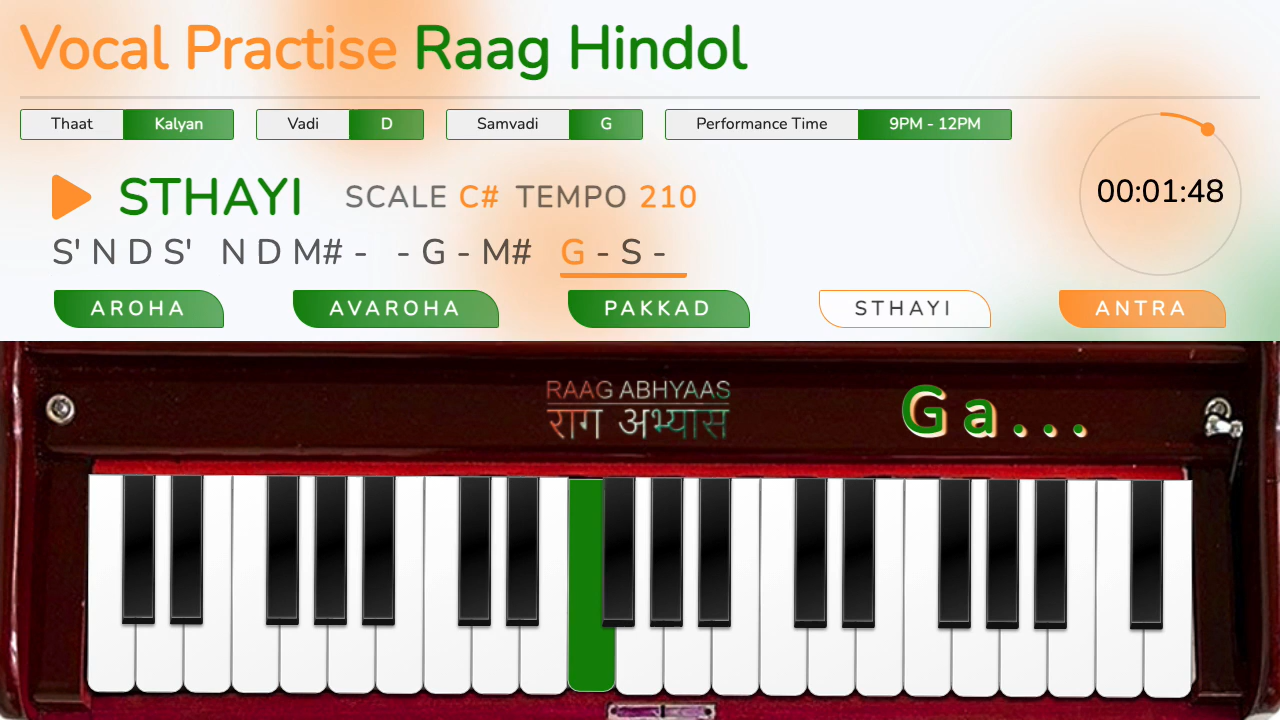 Vocal Practise Raag Hindol
Thaat Kalyan Vadi D Samvadi G Performance Time 9PM - 12PM
STHAYI SCALE C# TEMPO 210
00:01:48
S' N D S' N D M# - - G - M# G - S -
AROHA AVAROHA PAKKAD STHAYI ANTRA
RAAG ABHYAAS
राग अभ्यास
Ga...